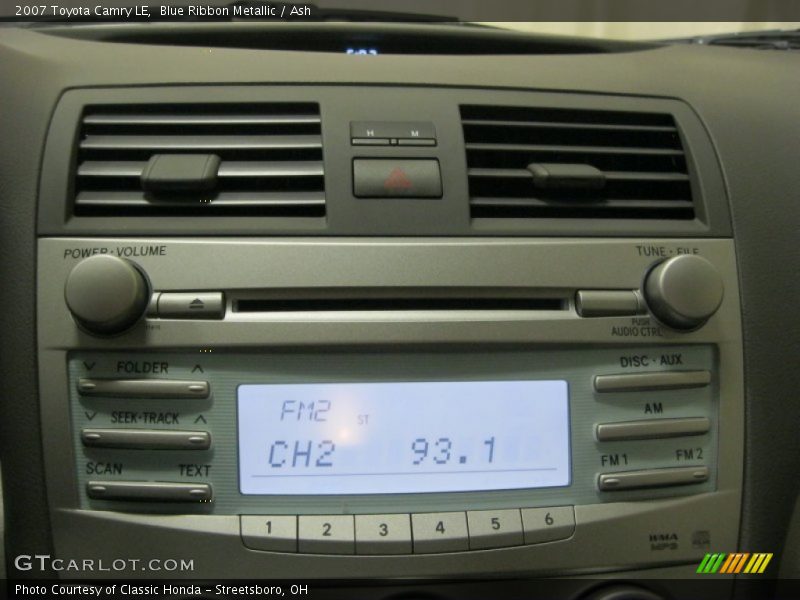 2007 Toyota Camry LE, Blue Ribbon Metallic / Ash
H M
POWER·VOLUME
TUNE · FILE
PUSH
AUDIO CTRL
FOLDER
DISC · AUX
SEEK·TRACK
AM
SCAN TEXT
FM1 FM2
FM2 ST
CH2 93.1
1 2 3 4 5 6
WMA
MP3
GTCARLOT.COM
Photo Courtesy of Classic Honda - Streetsboro, OH